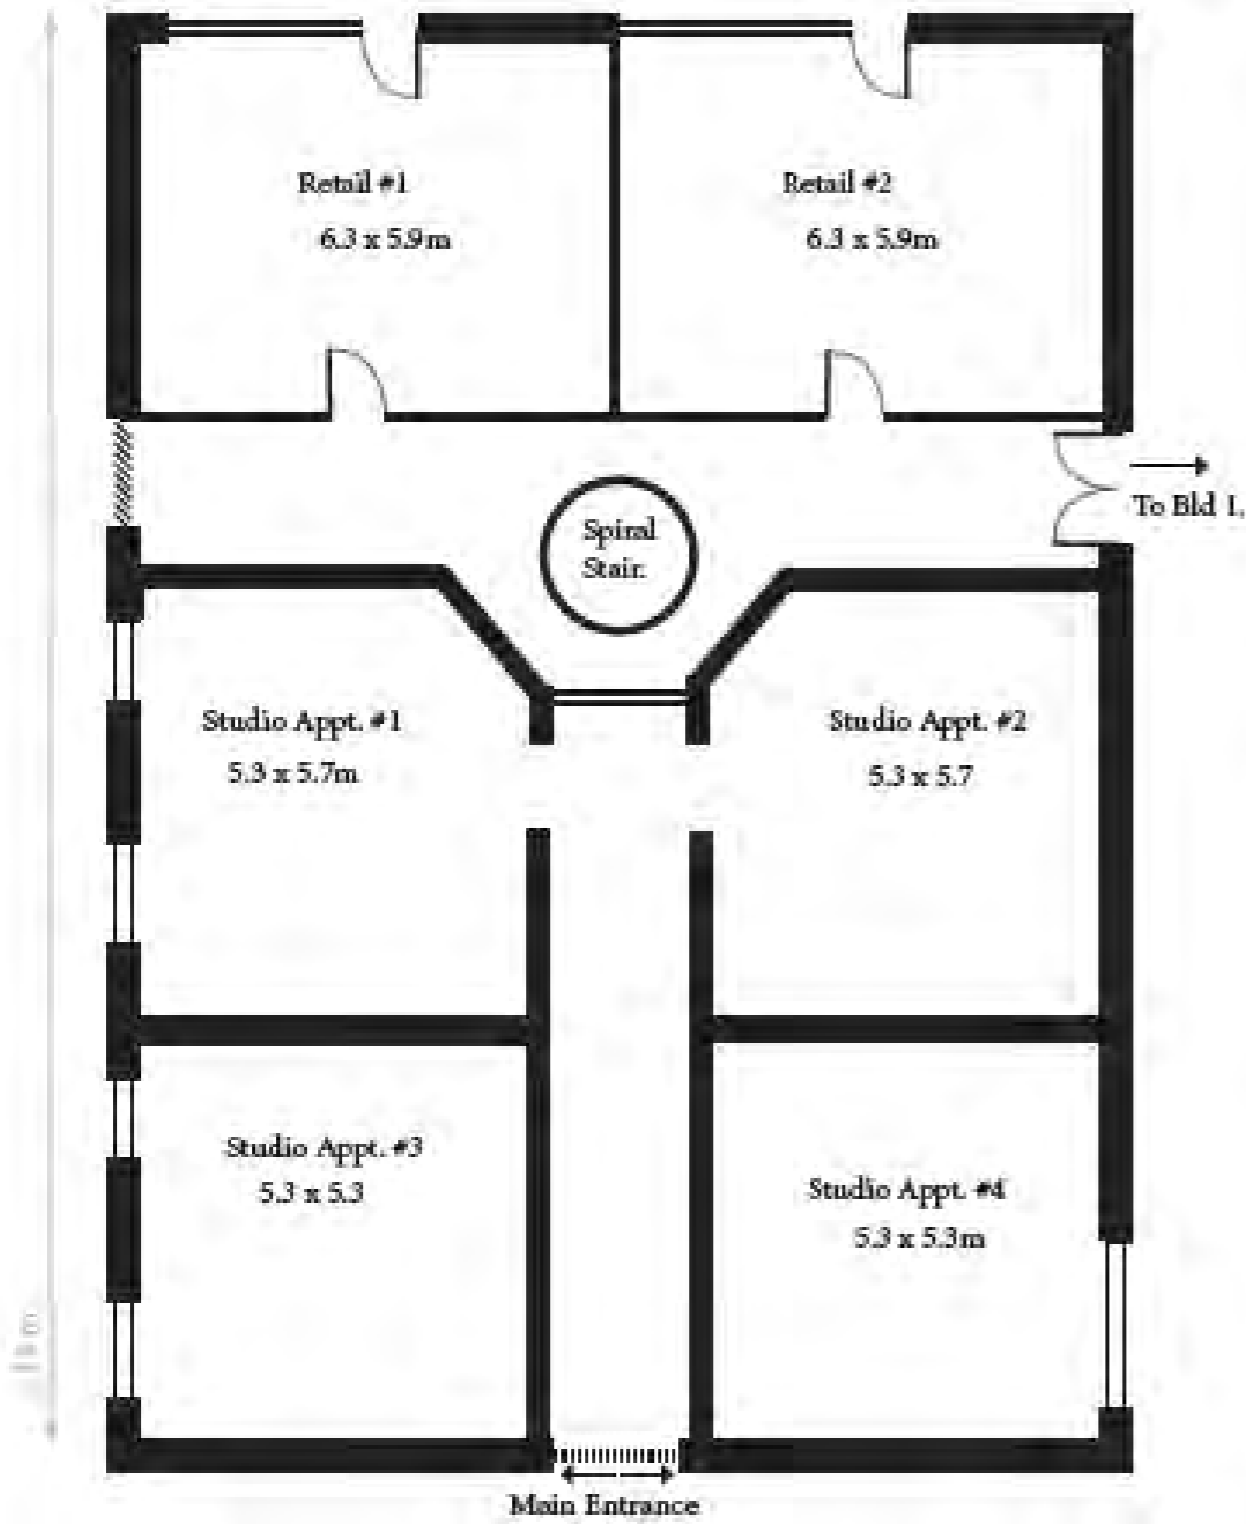 Retail #1
6.3 x 5.9m
Retail #2
6.3 x 5.9m
Spiral
Stair.
To Bld 1.
Studio Appt. #1
5.3 x 5.7m
Studio Appt. #2
5.3 x 5.7
Studio Appt. #3
5.3 x 5.3
Studio Appt. #4
5.3 x 5.3m
Main Entrance